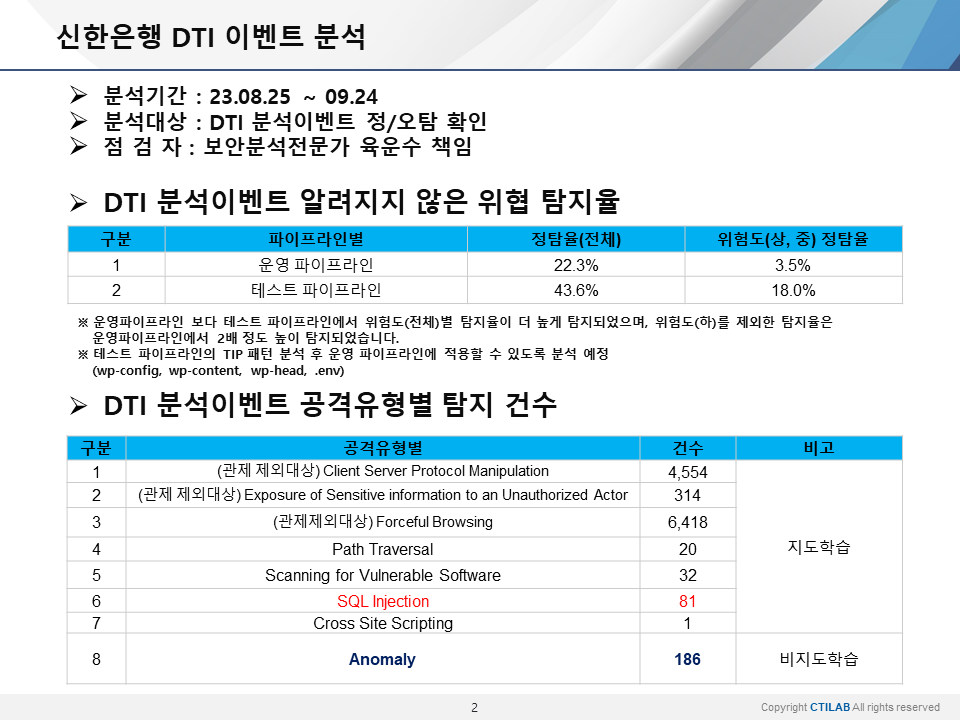 신한은행 DTI 이벤트 분석
➢ 분석기간 : 23.08.25 ~ 09.24
➢ 분석대상 : DTI 분석이벤트 정/오탐 확인
➢ 점 검 자 : 보안분석전문가 육운수 책임
➢ DTI 분석이벤트 알려지지 않은 위협 탐지율
구분 파이프라인별 정탐율(전체) 위험도(상, 중) 정탐율
1 운영 파이프라인 22.3% 3.5%
2 테스트 파이프라인 43.6% 18.0%
※ 운영파이프라인 보다 테스트 파이프라인에서 위험도(전체)별 탐지율이 더 높게 탐지되었으며, 위험도(하)를 제외한 탐지율은
운영파이프라인에서 2배 정도 높이 탐지되었습니다.
※ 테스트 파이프라인의 TIP 패턴 분석 후 운영 파이프라인에 적용할 수 있도록 분석 예정
(wp-config, wp-content, wp-head, .env)
➢ DTI 분석이벤트 공격유형별 탐지 건수
구분 공격유형별 건수 비고
1 (관제 제외대상) Client Server Protocol Manipulation 4,554
2 (관제 제외대상) Exposure of Sensitive information to an Unauthorized Actor 314
3 (관제제외대상) Forceful Browsing 6,418
4 Path Traversal 20 지도학습
5 Scanning for Vulnerable Software 32
6 SQL Injection 81
7 Cross Site Scripting 1
8 Anomaly 186 비지도학습
2
Copyright CTILAB All rights reserved